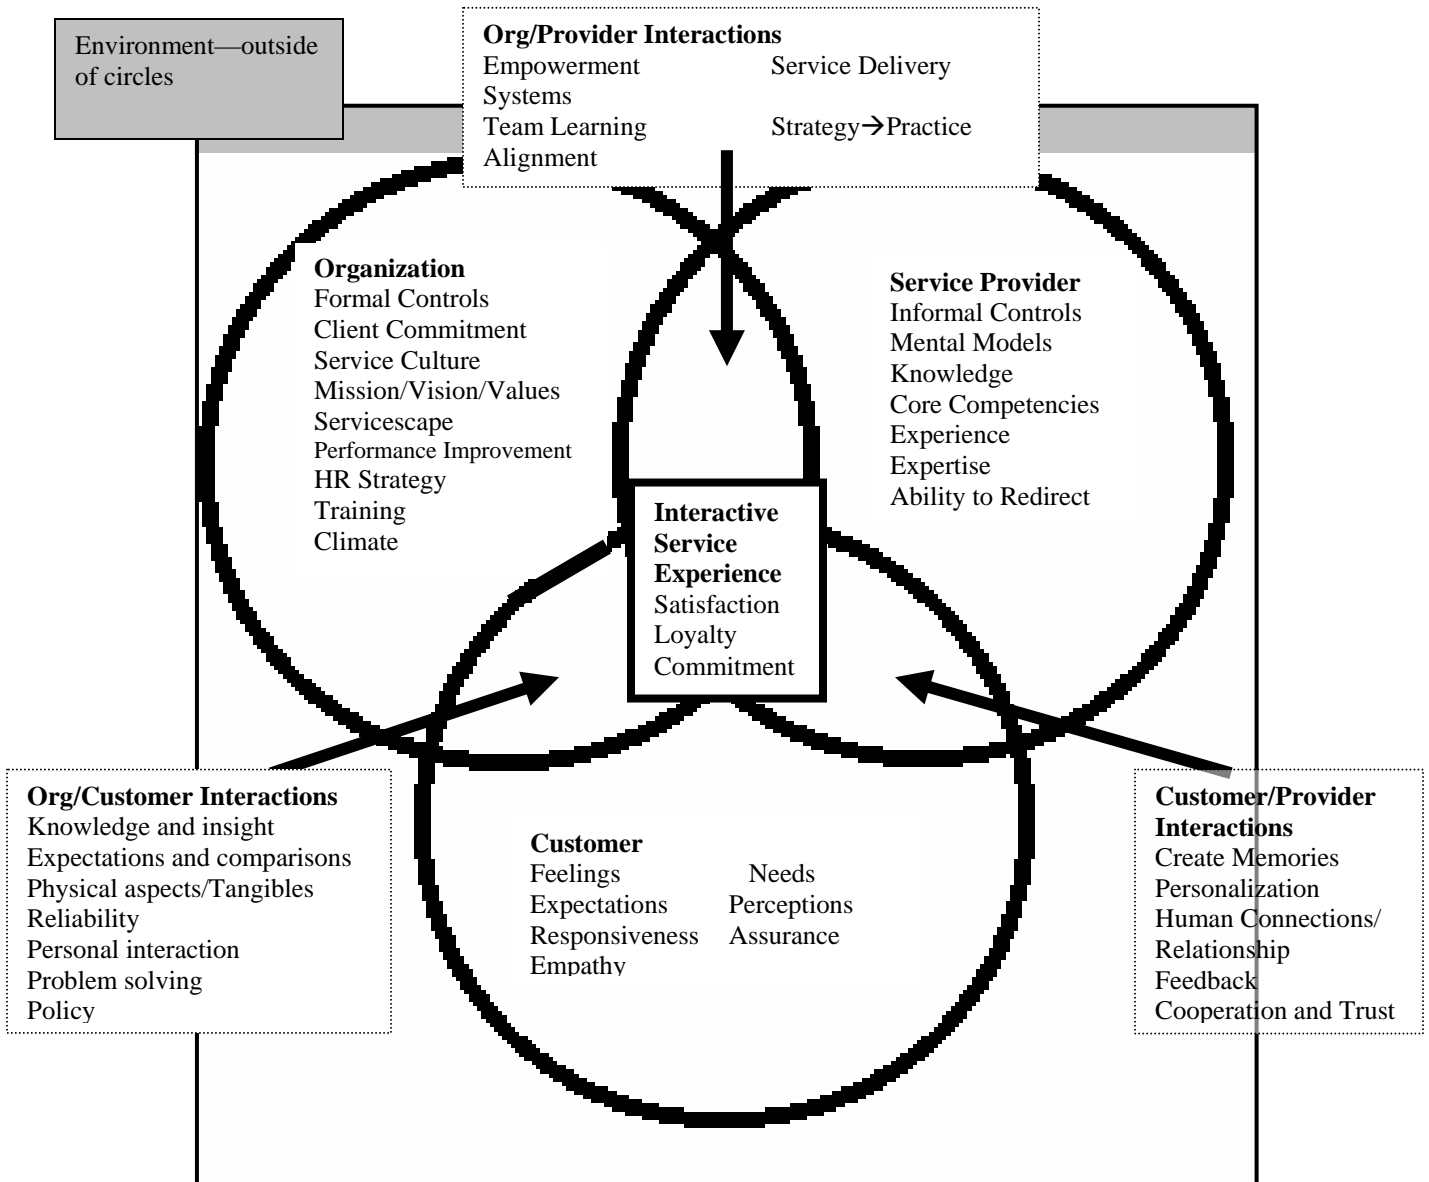 Environment—outside
of circles
Org/Provider Interactions
Empowerment Service Delivery
Systems
Team Learning Strategy→Practice
Alignment
Organization
Formal Controls
Client Commitment
Service Culture
Mission/Vision/Values
Servicescape
Performance Improvement
HR Strategy
Training
Climate
Service Provider
Informal Controls
Mental Models
Knowledge
Core Competencies
Experience
Expertise
Ability to Redirect
Interactive
Service
Experience
Satisfaction
Loyalty
Commitment
Org/Customer Interactions
Knowledge and insight
Expectations and comparisons
Physical aspects/Tangibles
Reliability
Personal interaction
Problem solving
Policy
Customer
Feelings Needs
Expectations Perceptions
Responsiveness Assurance
Empathy
Customer/Provider
Interactions
Create Memories
Personalization
Human Connections/
Relationship
Feedback
Cooperation and Trust